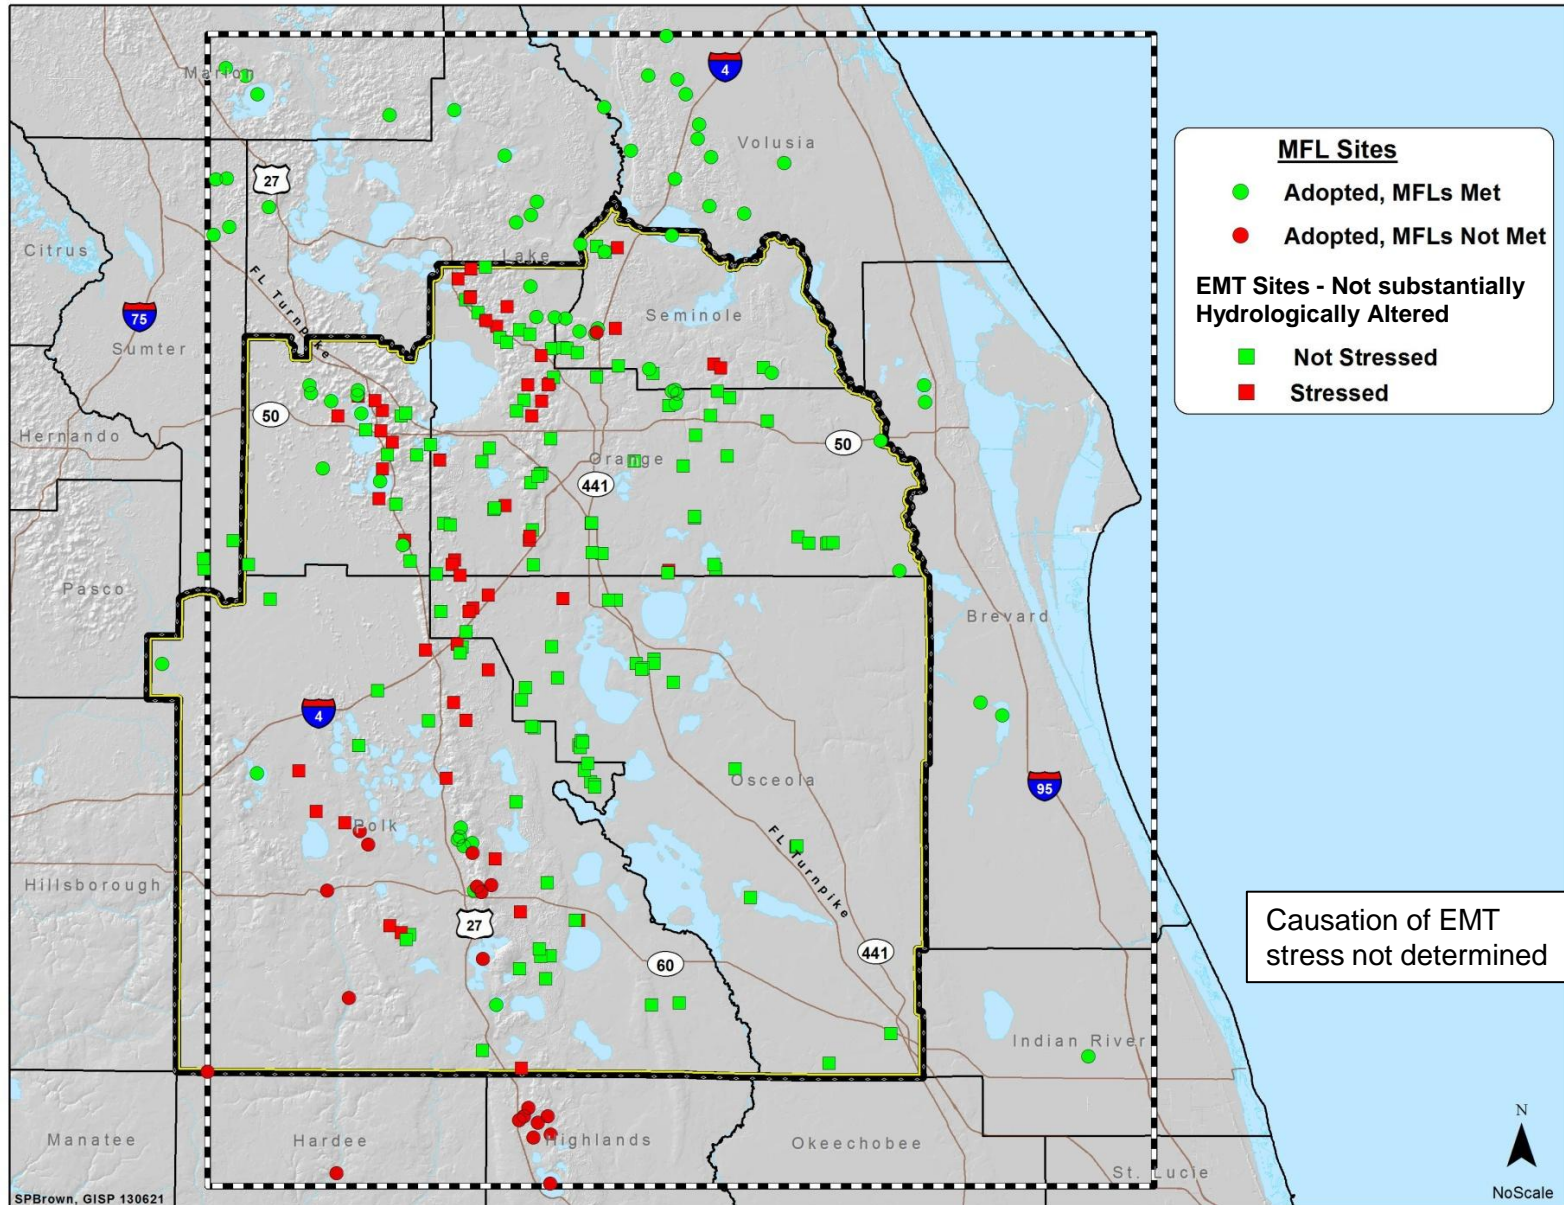 Marion
4
Volusia
27
Citrus
Lake
FL Turnpike
75
Sumter
Seminole
50
Hernando
Orange
50
441
Pasco
Brevard
4
Osceola
95
Polk
FL Turnpike
Hillsborough
27
60
441
Indian River
Manatee
Hardee
Highlands
Okeechobee
St. Lucie
SPBrown, GISP 130621
MFL Sites
Adopted, MFLs Met
Adopted, MFLs Not Met
EMT Sites - Not substantially
Hydrologically Altered
Not Stressed
Stressed
Causation of EMT
stress not determined
N
NoScale